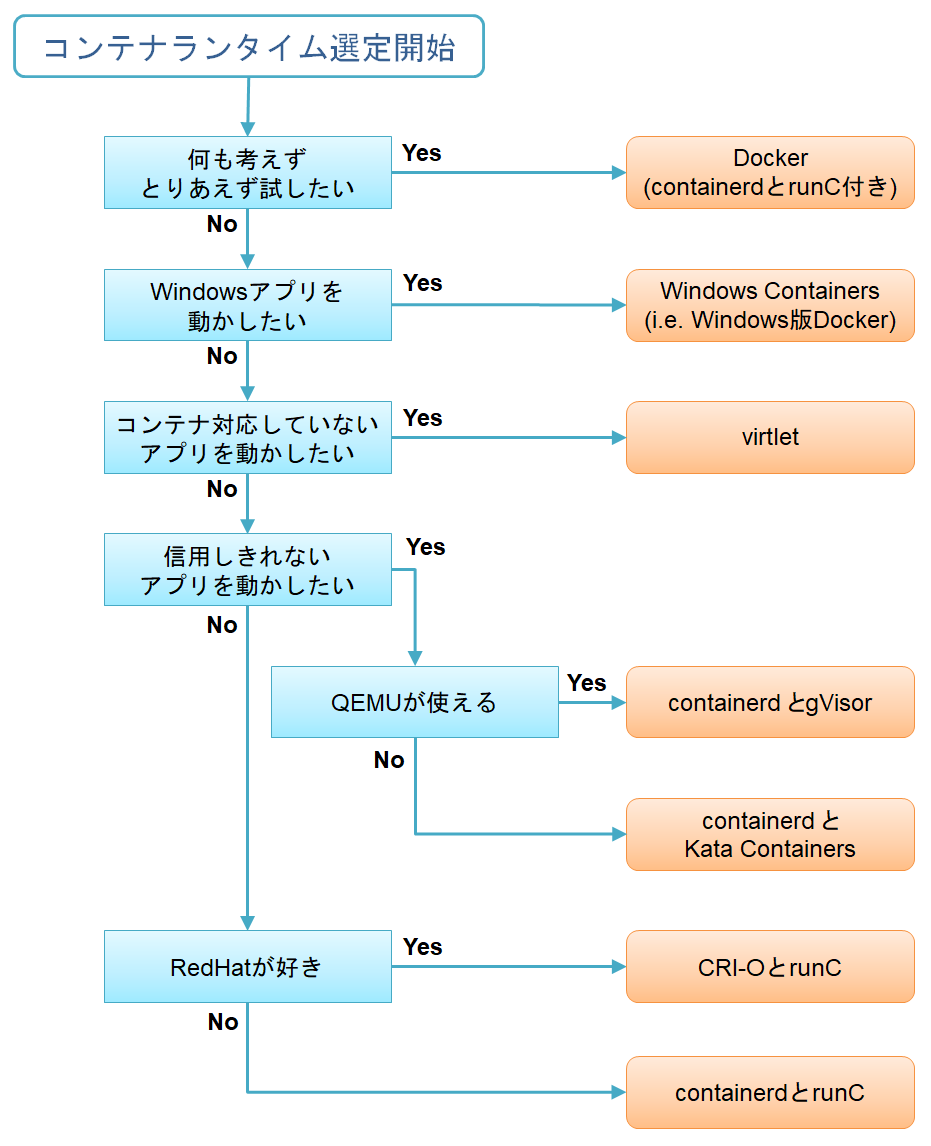 コンテナランタイム選定開始
何も考えず
とりあえず試したい
Yes
Docker
(containerdとrunC付き)
No
Windowsアプリを
動かしたい
Yes
Windows Containers
(i.e. Windows版Docker)
No
コンテナ対応していない
アプリを動かしたい
Yes
virtlet
No
信用しきれない
アプリを動かしたい
Yes
No
QEMUが使える
Yes
containerd とgVisor
No
containerd と
Kata Containers
RedHatが好き
Yes
CRI-OとrunC
No
containerdとrunC